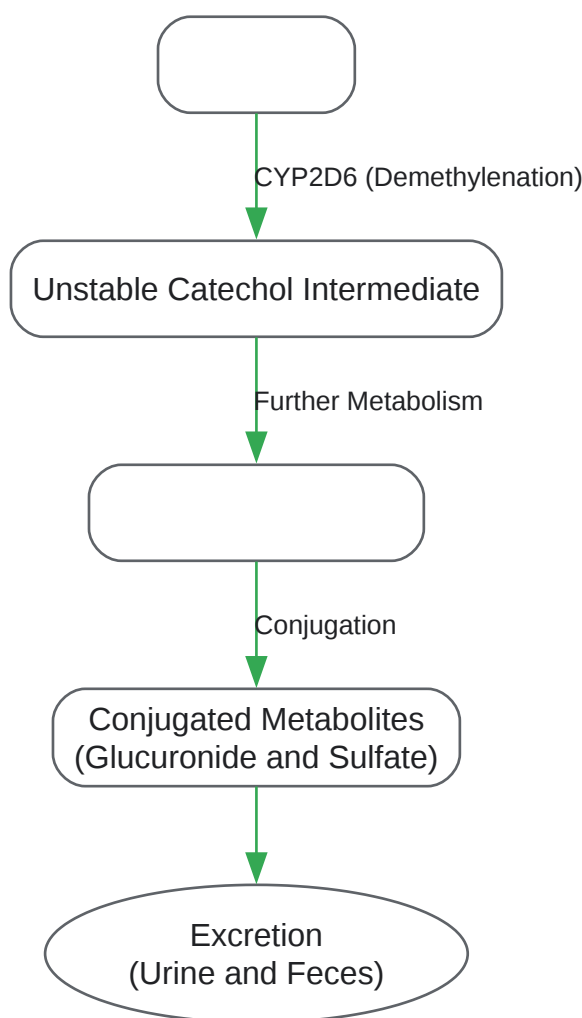 CYP2D6 (Demethylenation)
Unstable Catechol Intermediate
Further Metabolism
Conjugation
Conjugated Metabolites
(Glucuronide and Sulfate)
Excretion
(Urine and Feces)